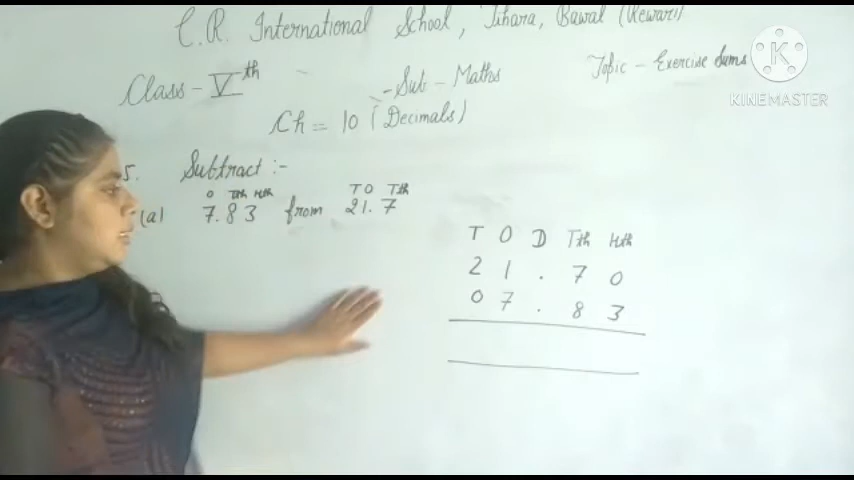 C.R. International School, Jihara, Bawal (Rewari)
Class - Vth
- Sub - Maths
Topic - Exercise Sums
Ch = 10 (Decimals)
5. Subtract :-
O Tth Hth T O Tth
(a) 7.83 from 21.7
T O D Tth Hth
2 1 . 7 0
0 7 . 8 3
K
KINEMASTER